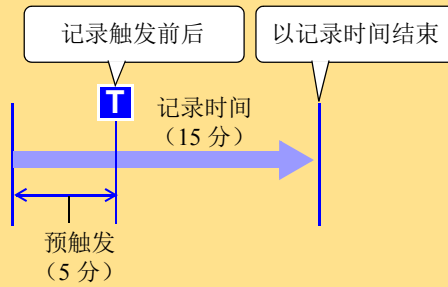 记录触发前后
以记录时间结束
T
记录时间
（15 分）
预触发
（5 分）